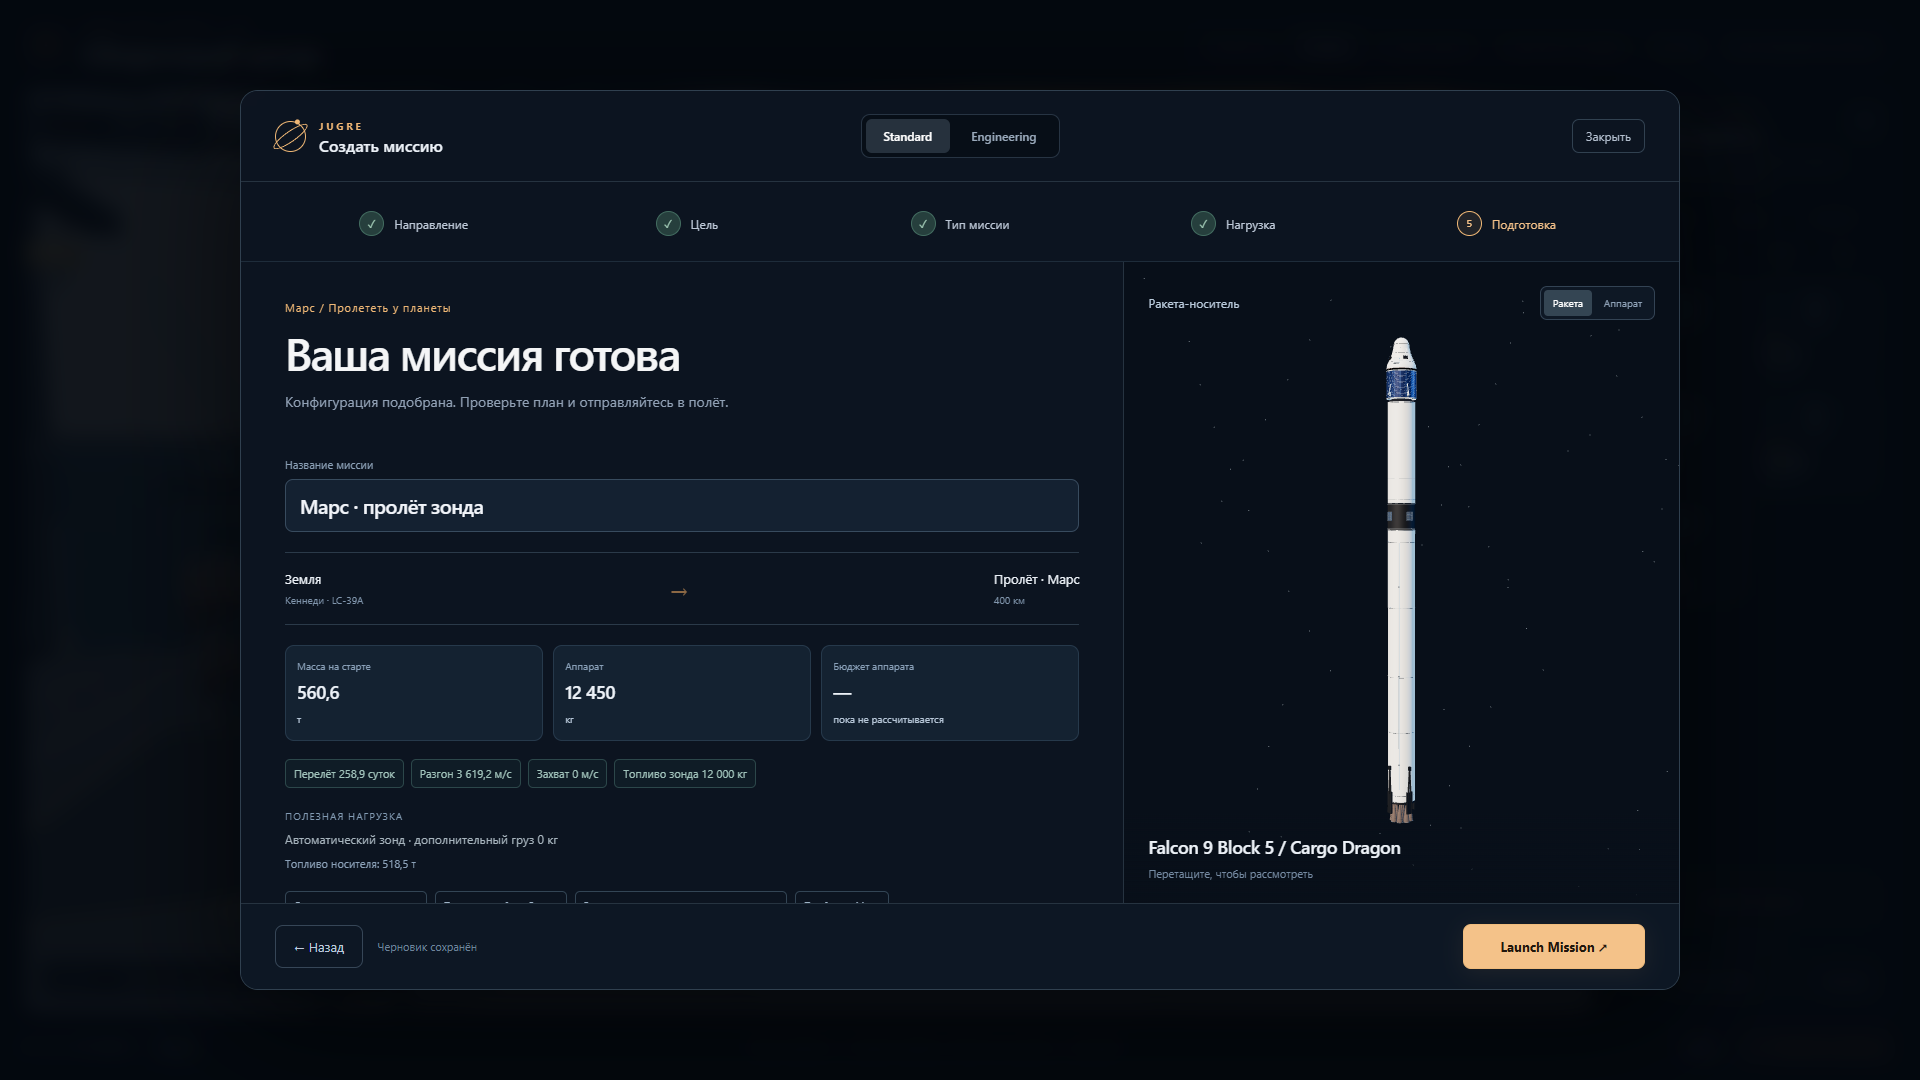 JUGRE
Создать миссию
Standard
Engineering
Закрыть
✓ Направление
✓ Цель
✓ Тип миссии
✓ Нагрузка
5 Подготовка
Марс / Пролететь у планеты
Ваша миссия готова
Конфигурация подобрана. Проверьте план и отправляйтесь в полёт.
Название миссии
Марс · пролёт зонда
Земля
Кеннеди · LC-39A
→
Пролёт · Марс
400 км
Масса на старте
560,6
т
Аппарат
12 450
кг
Бюджет аппарата
—
пока не рассчитывается
Перелёт 258,9 суток
Разгон 3 619,2 м/с
Захват 0 м/с
Топливо зонда 12 000 кг
ПОЛЕЗНАЯ НАГРУЗКА
Автоматический зонд · дополнительный груз 0 кг
Топливо носителя: 518,5 т
Ракета-носитель
Ракета
Аппарат
Falcon 9 Block 5 / Cargo Dragon
Перетащите, чтобы рассмотреть
← Назад
Черновик сохранён
Launch Mission ↗